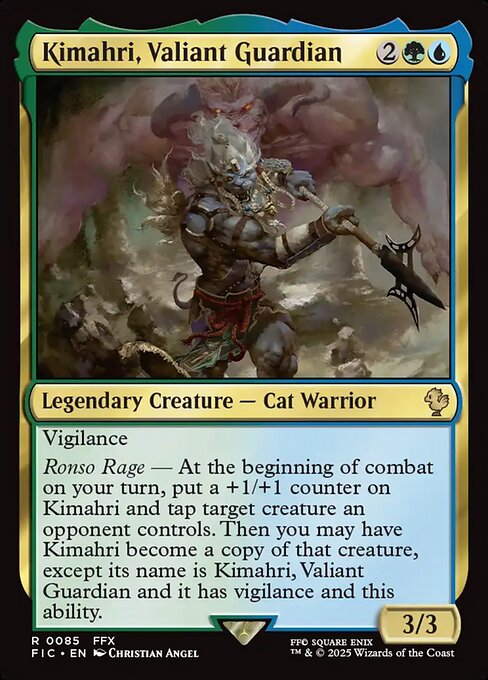 Kimahri, Valiant Guardian 2
Legendary Creature — Cat Warrior
Vigilance
Ronso Rage — At the beginning of combat
on your turn, put a +1/+1 counter on
Kimahri and tap target creature an
opponent controls. Then you may have
Kimahri become a copy of that creature,
except its name is Kimahri, Valiant
Guardian and it has vigilance and this
ability.
3/3
R 0085 FFX
FIC • EN Christian Angel
FF© SQUARE ENIX
™ & © 2025 Wizards of the Coast